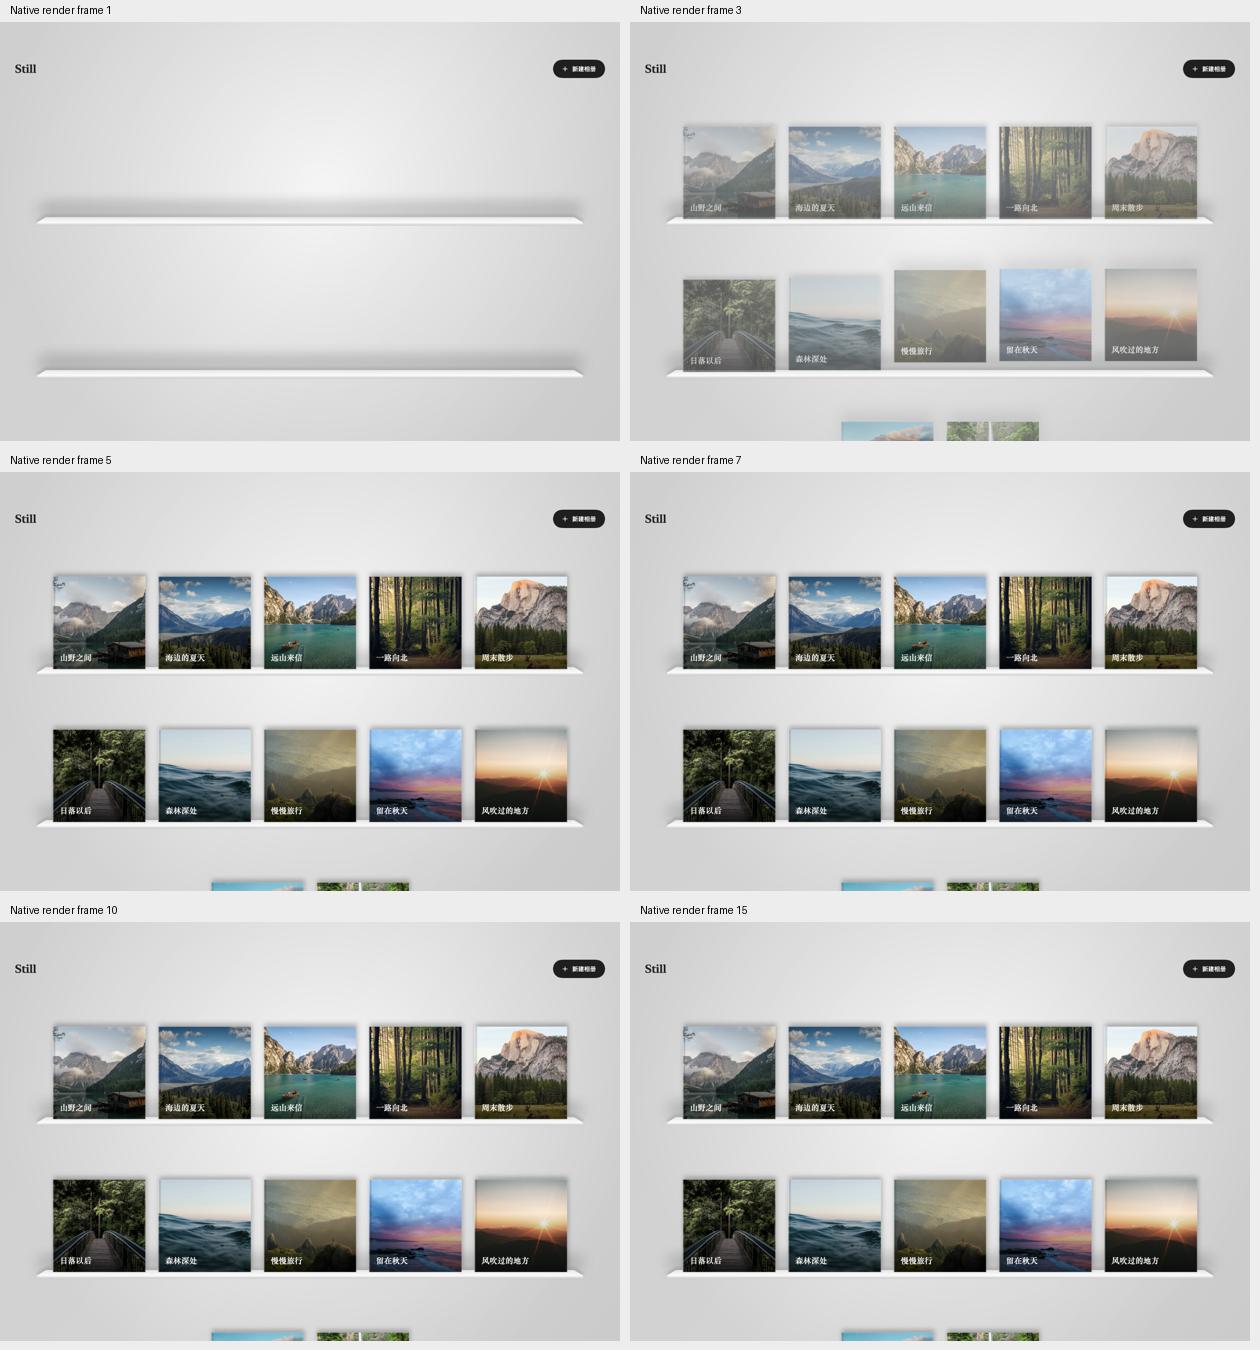 Native render frame 1
Still
+ 新建相册
Native render frame 3
Still
+ 新建相册
山野之间
海边的夏天
远山来信
一路向北
周末散步
日落以后
森林深处
慢慢旅行
留在秋天
风吹过的地方
Native render frame 5
Still
+ 新建相册
山野之间
海边的夏天
远山来信
一路向北
周末散步
日落以后
森林深处
慢慢旅行
留在秋天
风吹过的地方
Native render frame 7
Still
+ 新建相册
山野之间
海边的夏天
远山来信
一路向北
周末散步
日落以后
森林深处
慢慢旅行
留在秋天
风吹过的地方
Native render frame 10
Still
+ 新建相册
山野之间
海边的夏天
远山来信
一路向北
周末散步
日落以后
森林深处
慢慢旅行
留在秋天
风吹过的地方
Native render frame 15
Still
+ 新建相册
山野之间
海边的夏天
远山来信
一路向北
周末散步
日落以后
森林深处
慢慢旅行
留在秋天
风吹过的地方